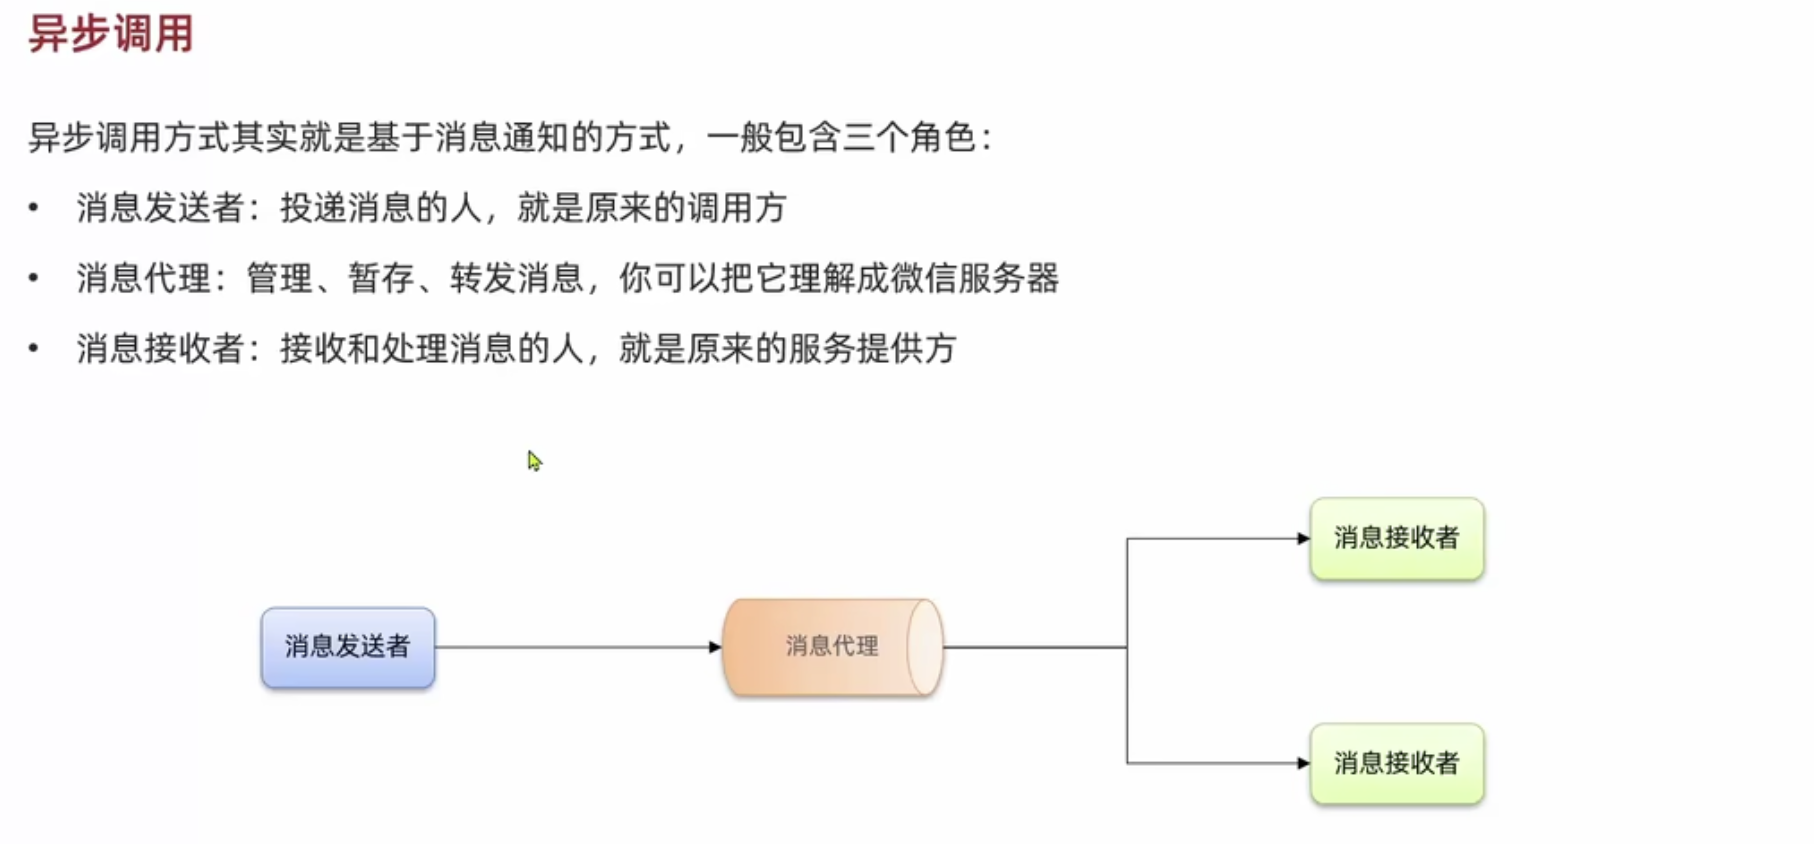 异步调用
异步调用方式其实就是基于消息通知的方式，一般包含三个角色：
• 消息发送者：投递消息的人，就是原来的调用方
• 消息代理：管理、暂存、转发消息，你可以把它理解成微信服务器
• 消息接收者：接收和处理消息的人，就是原来的服务提供方
消息接收者
消息发送者
消息代理
消息接收者